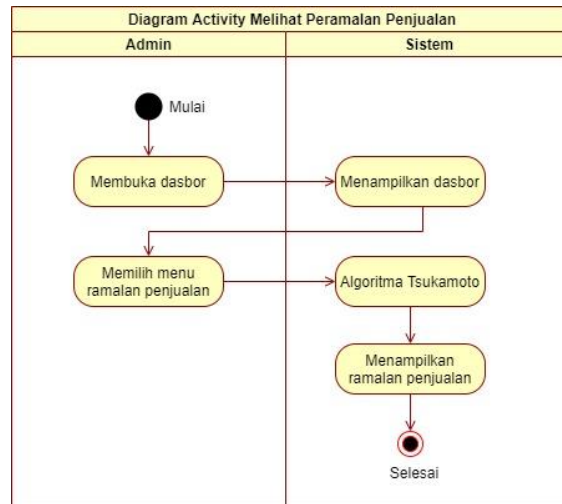 Diagram Activity Melihat Peramalan Penjualan
Admin
Sistem
Mulai
Membuka dasbor
Menampilkan dasbor
Memilih menu
ramalan penjualan
Algoritma Tsukamoto
Menampilkan
ramalan penjualan
Selesai